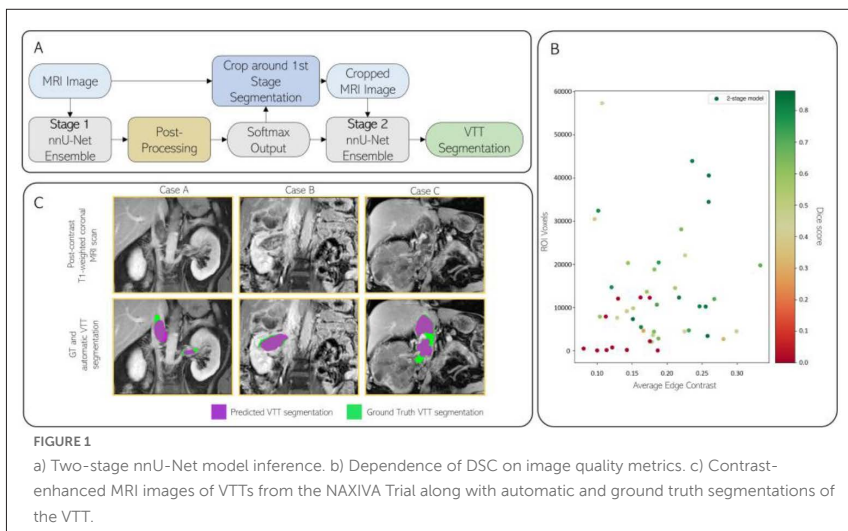 A
MRI Image
Crop around 1st
Stage
Segmentation
Cropped
MRI Image
Stage 1
nnU-Net
Ensemble
Post-
Processing
Softmax
Output
Stage 2
nnU-Net
Ensemble
VTT
Segmentation
B
60000
50000
40000
30000
20000
10000
0
ROI Voxels
0.10
0.15
0.20
0.25
0.30
Average Edge Contrast
2-stage model
0.8
0.7
0.6
0.5
0.4
0.3
0.2
0.1
0.0
Dice score
C
Case A
Case B
Case C
Post-contrast
T1-weighted coronal
MRI scan
GT and
automatic VTT
segmentation
Predicted VTT segmentation
Ground Truth VTT segmentation
FIGURE 1
a) Two-stage nnU-Net model inference. b) Dependence of DSC on image quality metrics. c) Contrast-
enhanced MRI images of VTTs from the NAXIVA Trial along with automatic and ground truth segmentations of
the VTT.